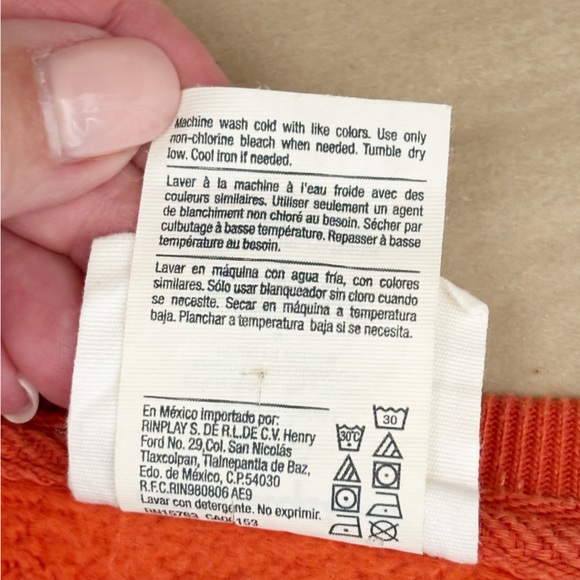 Machine wash cold with like colors. Use only
non-chlorine bleach when needed. Tumble dry
low. Cool iron if needed.
Laver à la machine à l'eau froide avec des
couleurs similaires. Utiliser seulement un agent
de blanchiment non chloré au besoin. Sécher par
culbutage à basse température. Repasser à basse
température au besoin.
Lavar en máquina con agua fría, con colores
similares. Sólo usar blanqueador sin cloro cuando
se necesite. Secar en máquina a temperatura
baja. Planchar a temperatura baja si se necesita.
En México Importado por:
RINPLAY S. DE R.L.DE C.V. Henry
Ford No. 29,Col. San Nicolás
Tlaxcolpan, Tlalnepantla de Baz,
Edo. de México, C.P.54030
R.F.C.RIN980806 AE9
Lavar con detergente. No exprimir.
RN15763 153
30°C
30